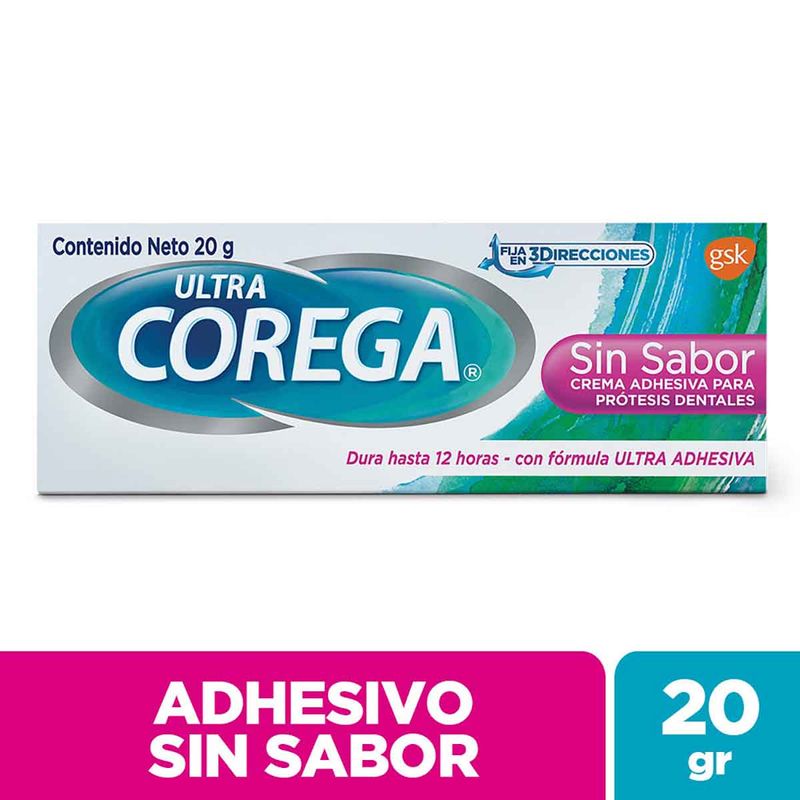 Contenido Neto 20 g
FIJA EN 3DIRECCIONES
gsk
ULTRA
COREGA®
Sin Sabor
CREMA ADHESIVA PARA
PRÓTESIS DENTALES
Dura hasta 12 horas - con fórmula ULTRA ADHESIVA
ADHESIVO
SIN SABOR
20
gr